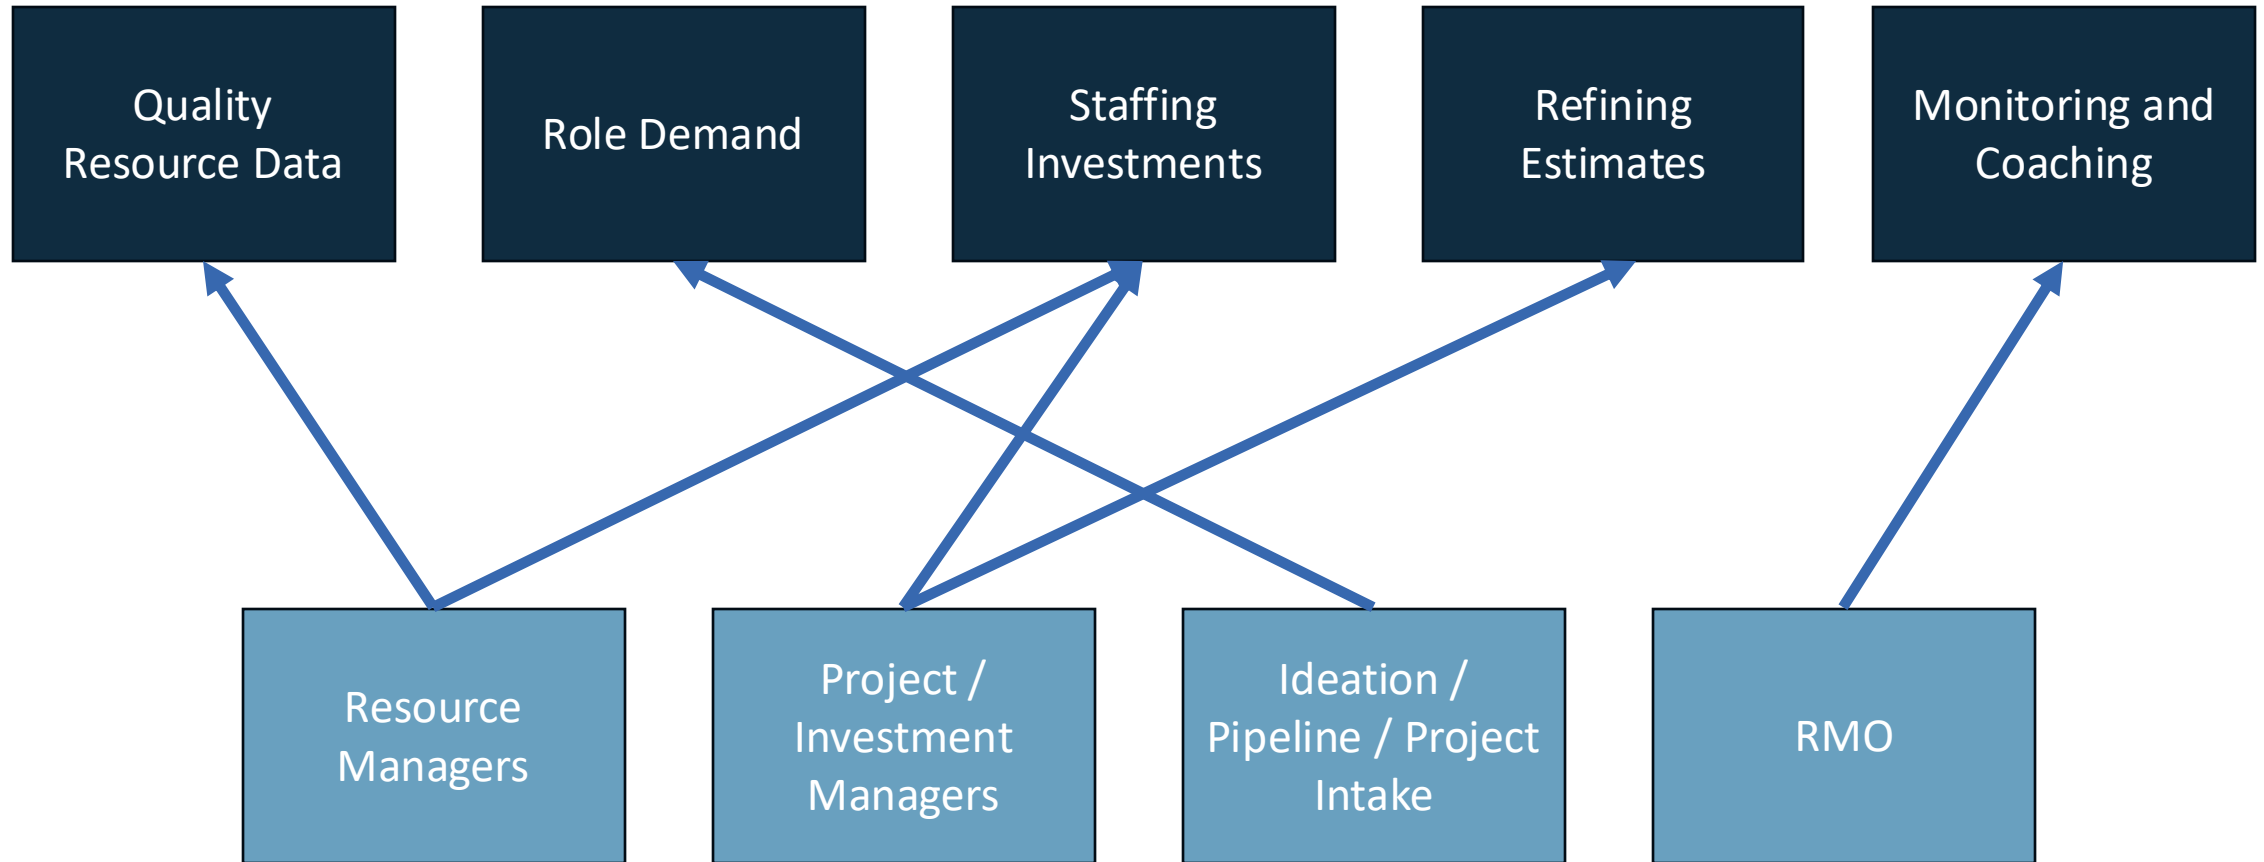 Quality
Resource Data
Role Demand
Staffing
Investments
Refining
Estimates
Monitoring and
Coaching
Resource
Managers
Project /
Investment
Managers
Ideation /
Pipeline / Project
Intake
RMO